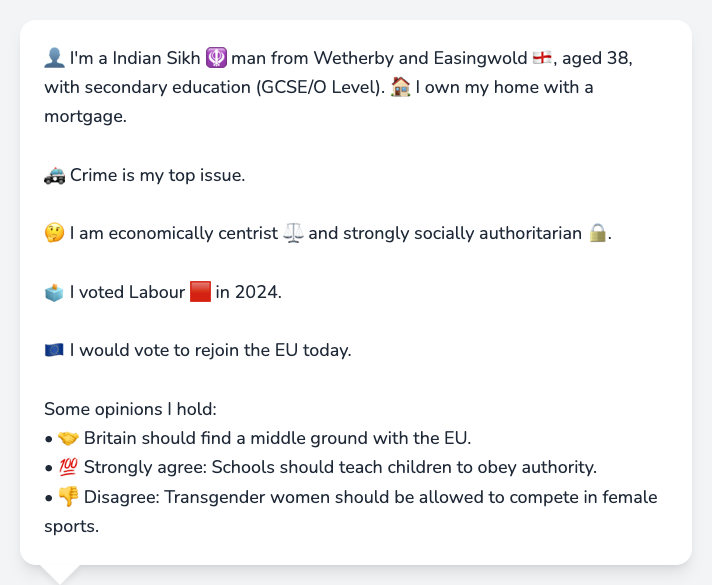 👤 I'm a Indian Sikh 🪯 man from Wetherby and Easingwold 🏴󠁧󠁢󠁥󠁮󠁧󠁿, aged 38,
with secondary education (GCSE/O Level). 🏠 I own my home with a
mortgage.
🚓 Crime is my top issue.
🤔 I am economically centrist ⚖️ and strongly socially authoritarian 🔒.
🗳️ I voted Labour 🟥 in 2024.
🇪🇺 I would vote to rejoin the EU today.
Some opinions I hold:
• 🤝 Britain should find a middle ground with the EU.
• 💯 Strongly agree: Schools should teach children to obey authority.
• 👎 Disagree: Transgender women should be allowed to compete in female
sports.